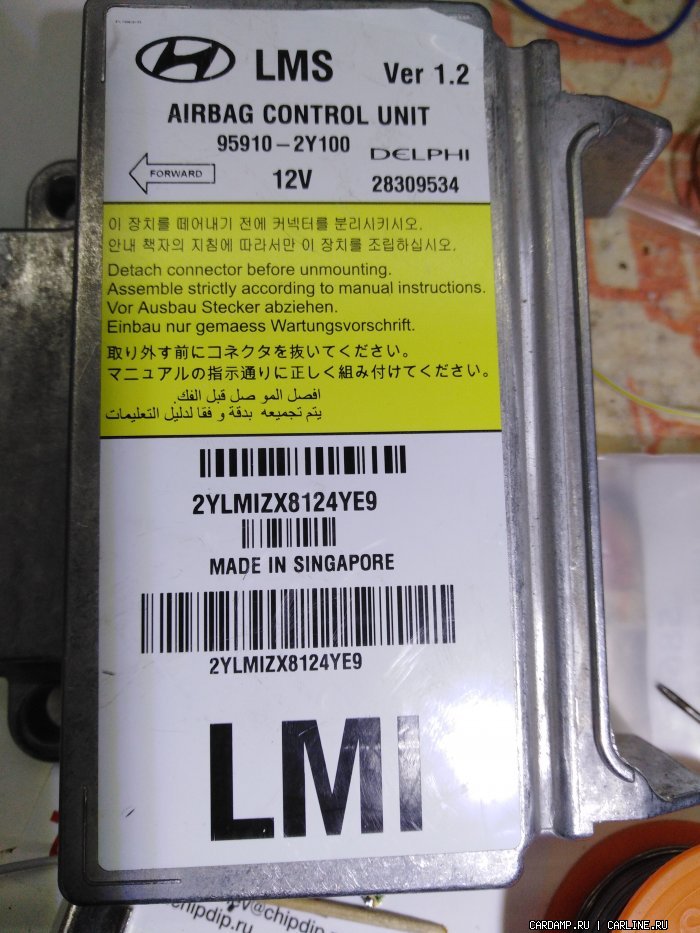 LMS Ver 1.2
AIRBAG CONTROL UNIT
95910-2Y100 DELPHI
FORWARD 12V 28309534
이 장치를 떼어내기 전에 커넥터를 분리시키시오.
안내 책자의 지침에 따라서만 이 장치를 조립하십시오.
Detach connector before unmounting.
Assemble strictly according to manual instructions.
Vor Ausbau Stecker abziehen.
Einbau nur gemaess Wartungsvorschrift.
取り外す前にコネクタを抜いてください。
マニュアルの指示通りに正しく組み付けてください。
افصل المو صل قبل الفك.
يتم تجميعه بدقة و فقا لدليل التعليمات
2YLMIZX8124YE9
MADE IN SINGAPORE
2YLMIZX8124YE9
LMI
@chipdip.ru
chipdip.ru
CARDAMP.RU | CARLINE.RU